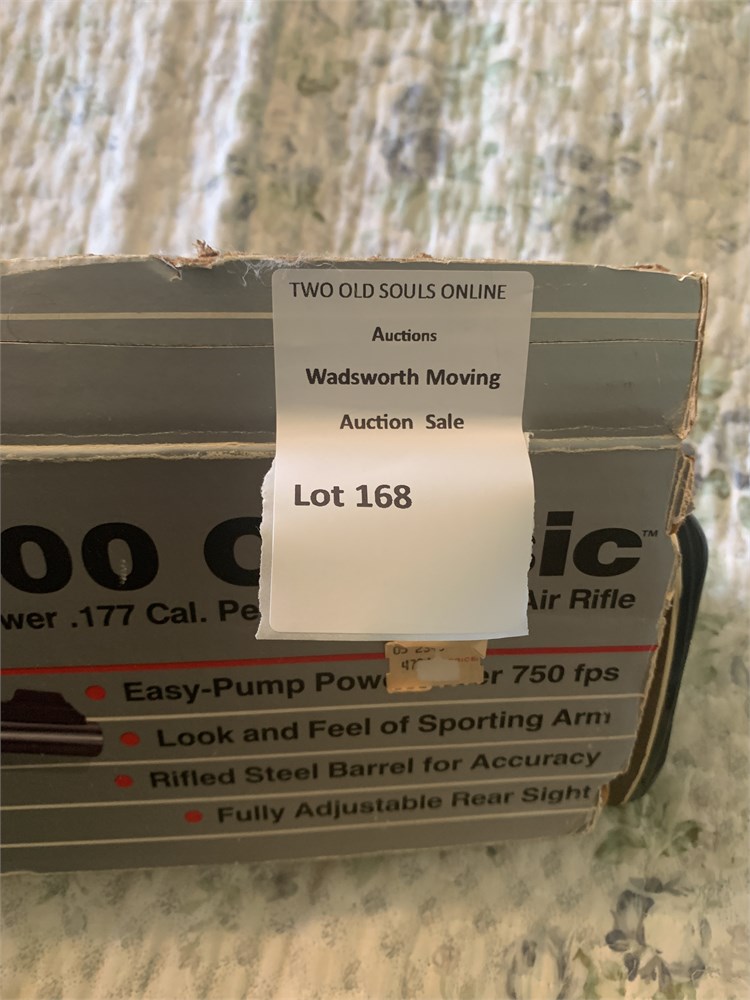 TWO OLD SOULS ONLINE
Auctions
Wadsworth Moving
Auction Sale
Lot 168
00 C ic™
wer .177 Cal. Pe Air Rifle
• Easy-Pump Pow er 750 fps
• Look and Feel of Sporting Arm
• Rifled Steel Barrel for Accuracy
• Fully Adjustable Rear Sight